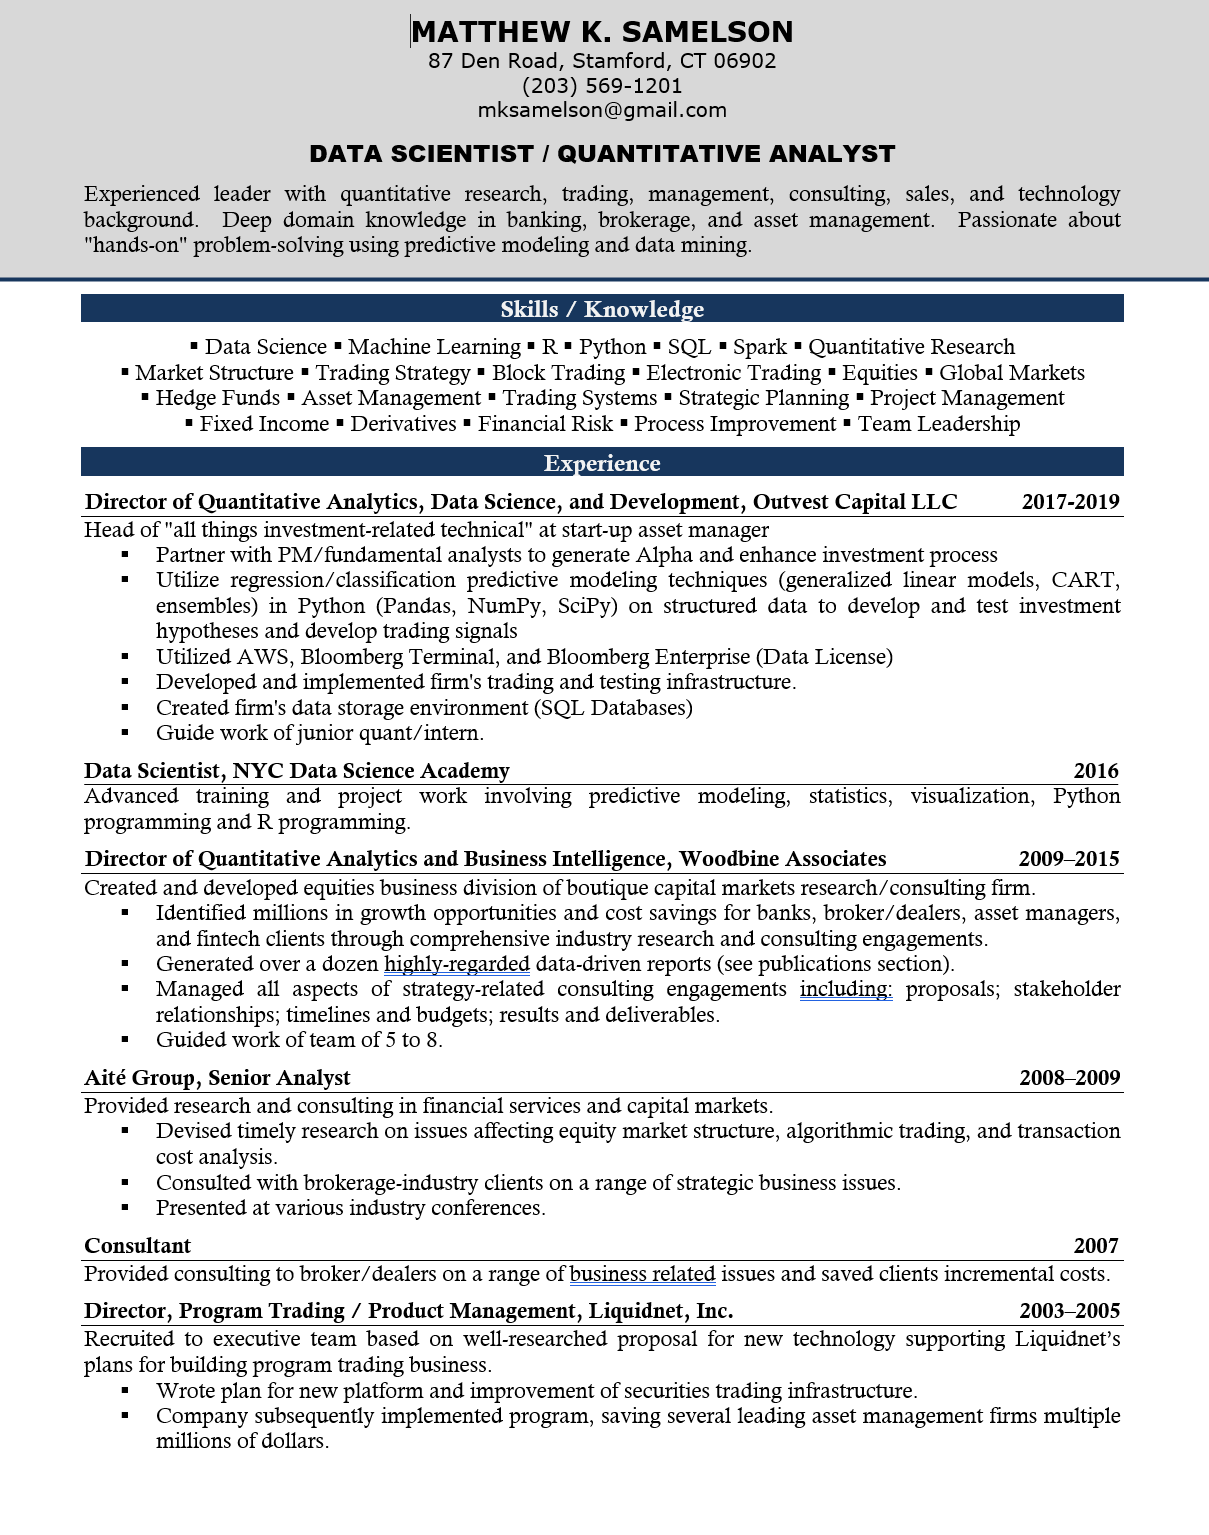 MATTHEW K. SAMELSON
87 Den Road, Stamford, CT 06902
(203) 569-1201
mksamelson@gmail.com
DATA SCIENTIST / QUANTITATIVE ANALYST
Experienced leader with quantitative research, trading, management, consulting, sales, and technology
background. Deep domain knowledge in banking, brokerage, and asset management. Passionate about
"hands-on" problem-solving using predictive modeling and data mining.
Skills / Knowledge
▪ Data Science ▪ Machine Learning ▪ R ▪ Python ▪ SQL ▪ Spark ▪ Quantitative Research
▪ Market Structure ▪ Trading Strategy ▪ Block Trading ▪ Electronic Trading ▪ Equities ▪ Global Markets
▪ Hedge Funds ▪ Asset Management ▪ Trading Systems ▪ Strategic Planning ▪ Project Management
▪ Fixed Income ▪ Derivatives ▪ Financial Risk ▪ Process Improvement ▪ Team Leadership
Experience
Director of Quantitative Analytics, Data Science, and Development, Outvest Capital LLC 2017-2019
Head of "all things investment-related technical" at start-up asset manager
▪ Partner with PM/fundamental analysts to generate Alpha and enhance investment process
▪ Utilize regression/classification predictive modeling techniques (generalized linear models, CART,
ensembles) in Python (Pandas, NumPy, SciPy) on structured data to develop and test investment
hypotheses and develop trading signals
▪ Utilized AWS, Bloomberg Terminal, and Bloomberg Enterprise (Data License)
▪ Developed and implemented firm's trading and testing infrastructure.
▪ Created firm's data storage environment (SQL Databases)
▪ Guide work of junior quant/intern.
Data Scientist, NYC Data Science Academy 2016
Advanced training and project work involving predictive modeling, statistics, visualization, Python
programming and R programming.
Director of Quantitative Analytics and Business Intelligence, Woodbine Associates 2009–2015
Created and developed equities business division of boutique capital markets research/consulting firm.
▪ Identified millions in growth opportunities and cost savings for banks, broker/dealers, asset managers,
and fintech clients through comprehensive industry research and consulting engagements.
▪ Generated over a dozen highly-regarded data-driven reports (see publications section).
▪ Managed all aspects of strategy-related consulting engagements including: proposals; stakeholder
relationships; timelines and budgets; results and deliverables.
▪ Guided work of team of 5 to 8.
Aité Group, Senior Analyst 2008–2009
Provided research and consulting in financial services and capital markets.
▪ Devised timely research on issues affecting equity market structure, algorithmic trading, and transaction
cost analysis.
▪ Consulted with brokerage-industry clients on a range of strategic business issues.
▪ Presented at various industry conferences.
Consultant 2007
Provided consulting to broker/dealers on a range of business related issues and saved clients incremental costs.
Director, Program Trading / Product Management, Liquidnet, Inc. 2003–2005
Recruited to executive team based on well-researched proposal for new technology supporting Liquidnet’s
plans for building program trading business.
▪ Wrote plan for new platform and improvement of securities trading infrastructure.
▪ Company subsequently implemented program, saving several leading asset management firms multiple
millions of dollars.